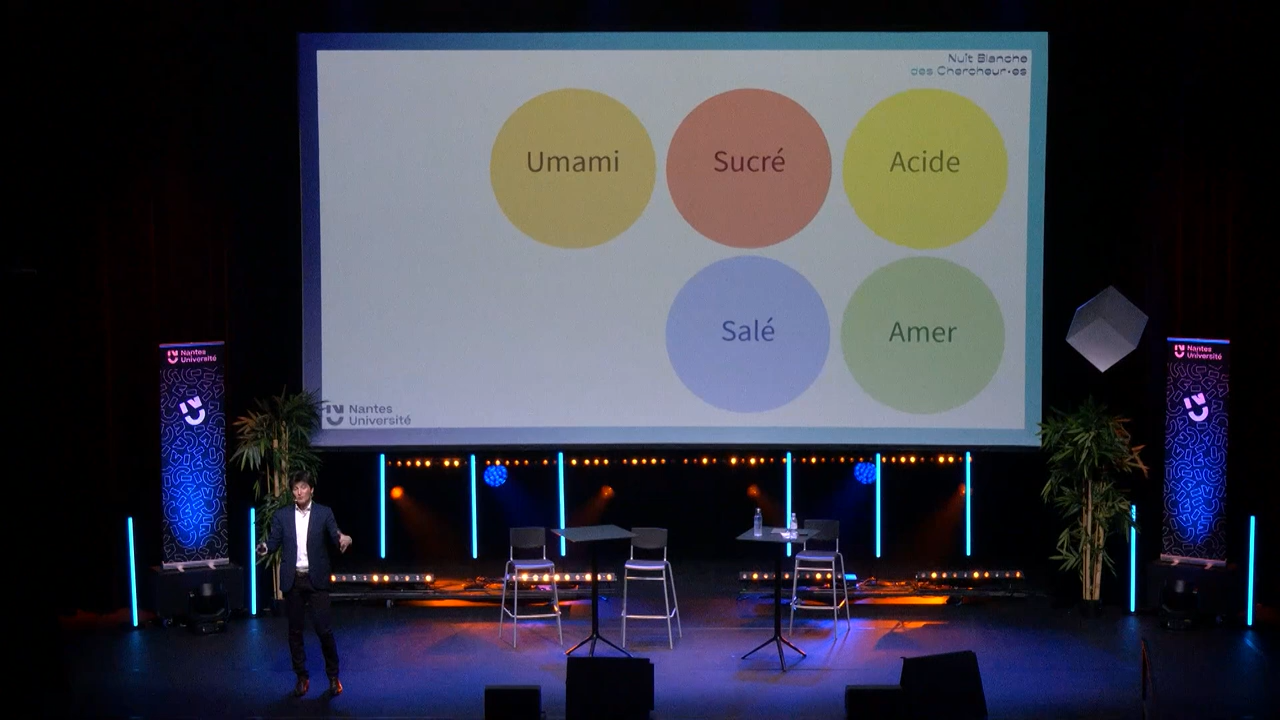 Nuit Blanche
des Chercheur•es
Umami
Sucré
Acide
Salé
Amer
Nantes
Université
Nantes
Université
Nantes
Université